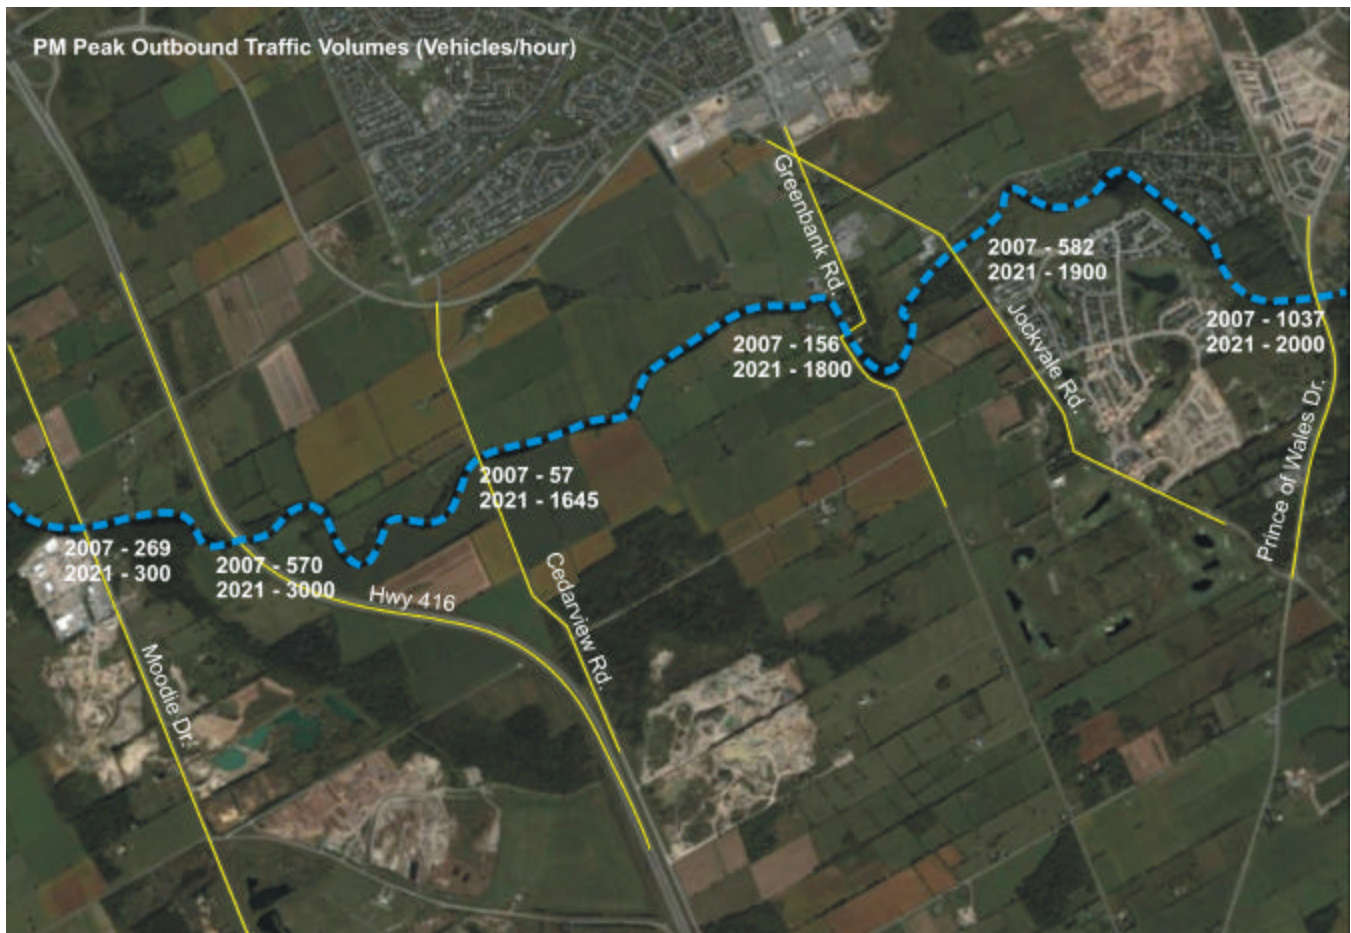 PM Peak Outbound Traffic Volumes (Vehicles/hour)
Greenbank Rd.
2007 - 582
2021 - 1900
Jockvale Rd.
2007 - 1037
2021 - 2000
Prince of Wales Dr.
2007 - 156
2021 - 1800
2007 - 57
2021 - 1645
Cedarview Rd.
2007 - 269
2021 - 300
2007 - 570
2021 - 3000
Hwy 416
Moodie Dr.